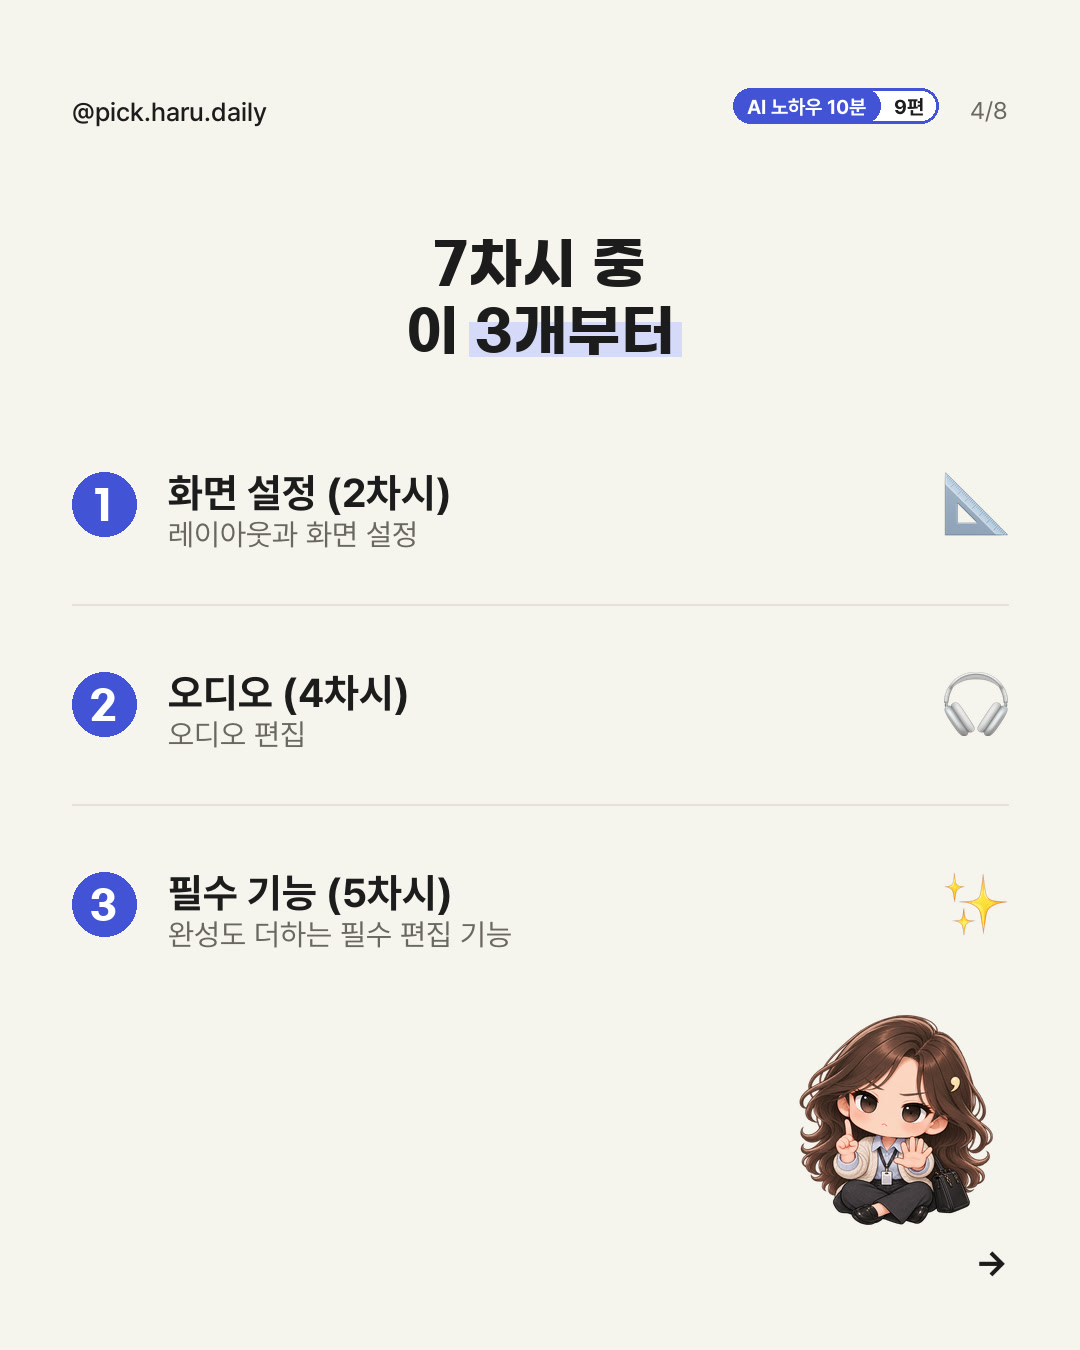 @pick.haru.daily
AI 노하우 10분 9편
4/8
7차시 중
이 3개부터
1
화면 설정 (2차시)
레이아웃과 화면 설정
2
오디오 (4차시)
오디오 편집
3
필수 기능 (5차시)
완성도 더하는 필수 편집 기능
→